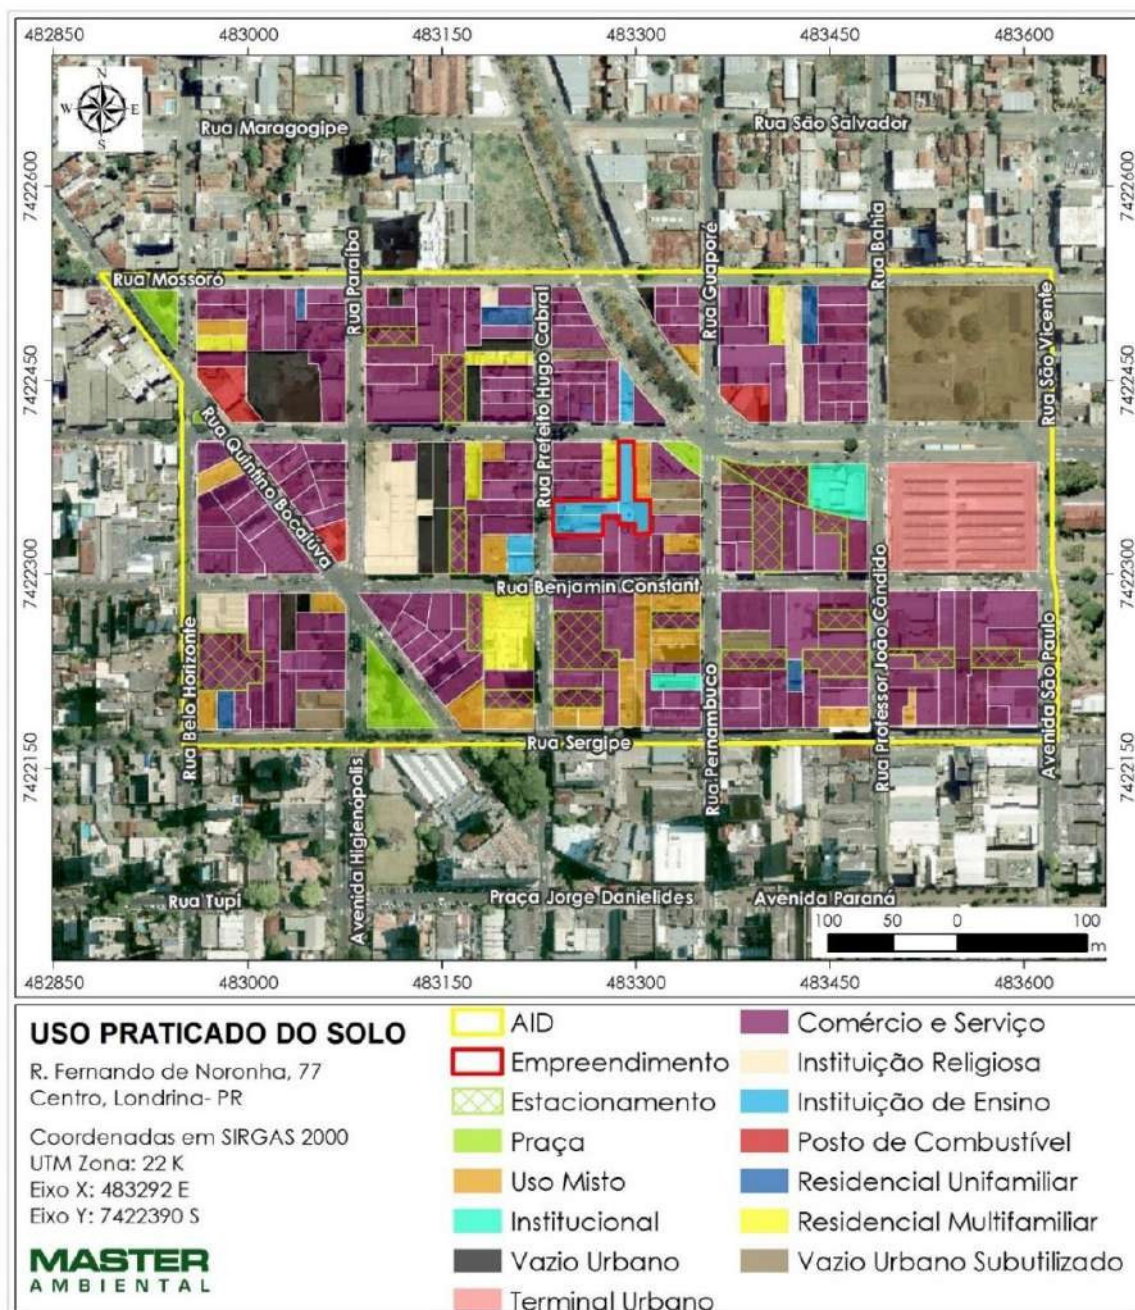 482850 483000 483150 483300 483450 483600
N
W E
S
Rua Maragogipe
Rua São Salvador
7422600
7422600
Rua Paraíba
Rua Guaporé
Rua Bahia
Rua Mossoró
Rua Prefeito Hugo Cabral
Rua São Vicente
7422450
7422450
Rua Quintino Bocaiúva
7422300
7422300
Rua Benjamin Constant
Rua Belo Horizonte
Rua Pernambuco
Rua Professor João Cândido
Avenida São Paulo
Rua Sergipe
7422150
7422150
Avenida Higienópolis
Rua Tupi
Praça Jorge Danielides
Avenida Paraná
100 50 0 100
m
482850 483000 483150 483300 483450 483600
USO PRATICADO DO SOLO
R. Fernando de Noronha, 77
Centro, Londrina- PR
Coordenadas em SIRGAS 2000
UTM Zona: 22 K
Eixo X: 483292 E
Eixo Y: 7422390 S
MASTER
AMBIENTAL
AID
Empreendimento
Estacionamento
Praça
Uso Misto
Institucional
Vazio Urbano
Terminal Urbano
Comércio e Serviço
Instituição Religiosa
Instituição de Ensino
Posto de Combustível
Residencial Unifamiliar
Residencial Multifamiliar
Vazio Urbano Subutilizado